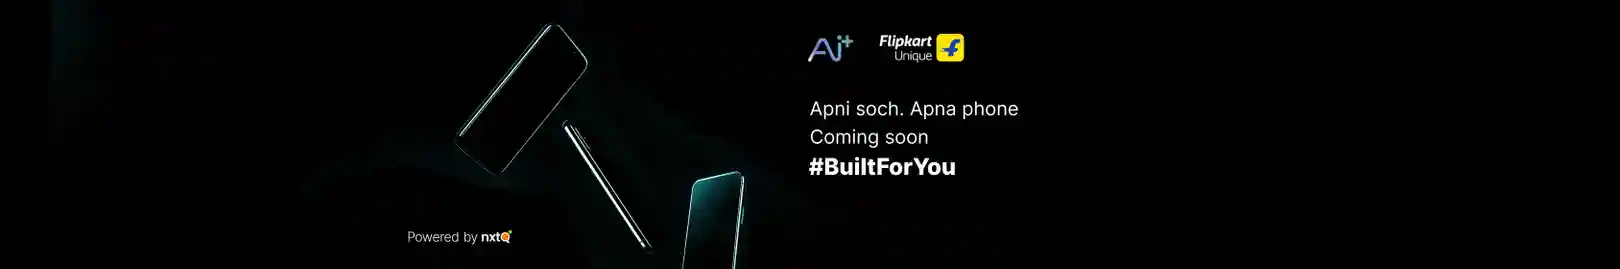 Ai+
Flipkart
Unique
Apni soch. Apna phone
Coming soon
#BuiltForYou
Powered by nxtQ